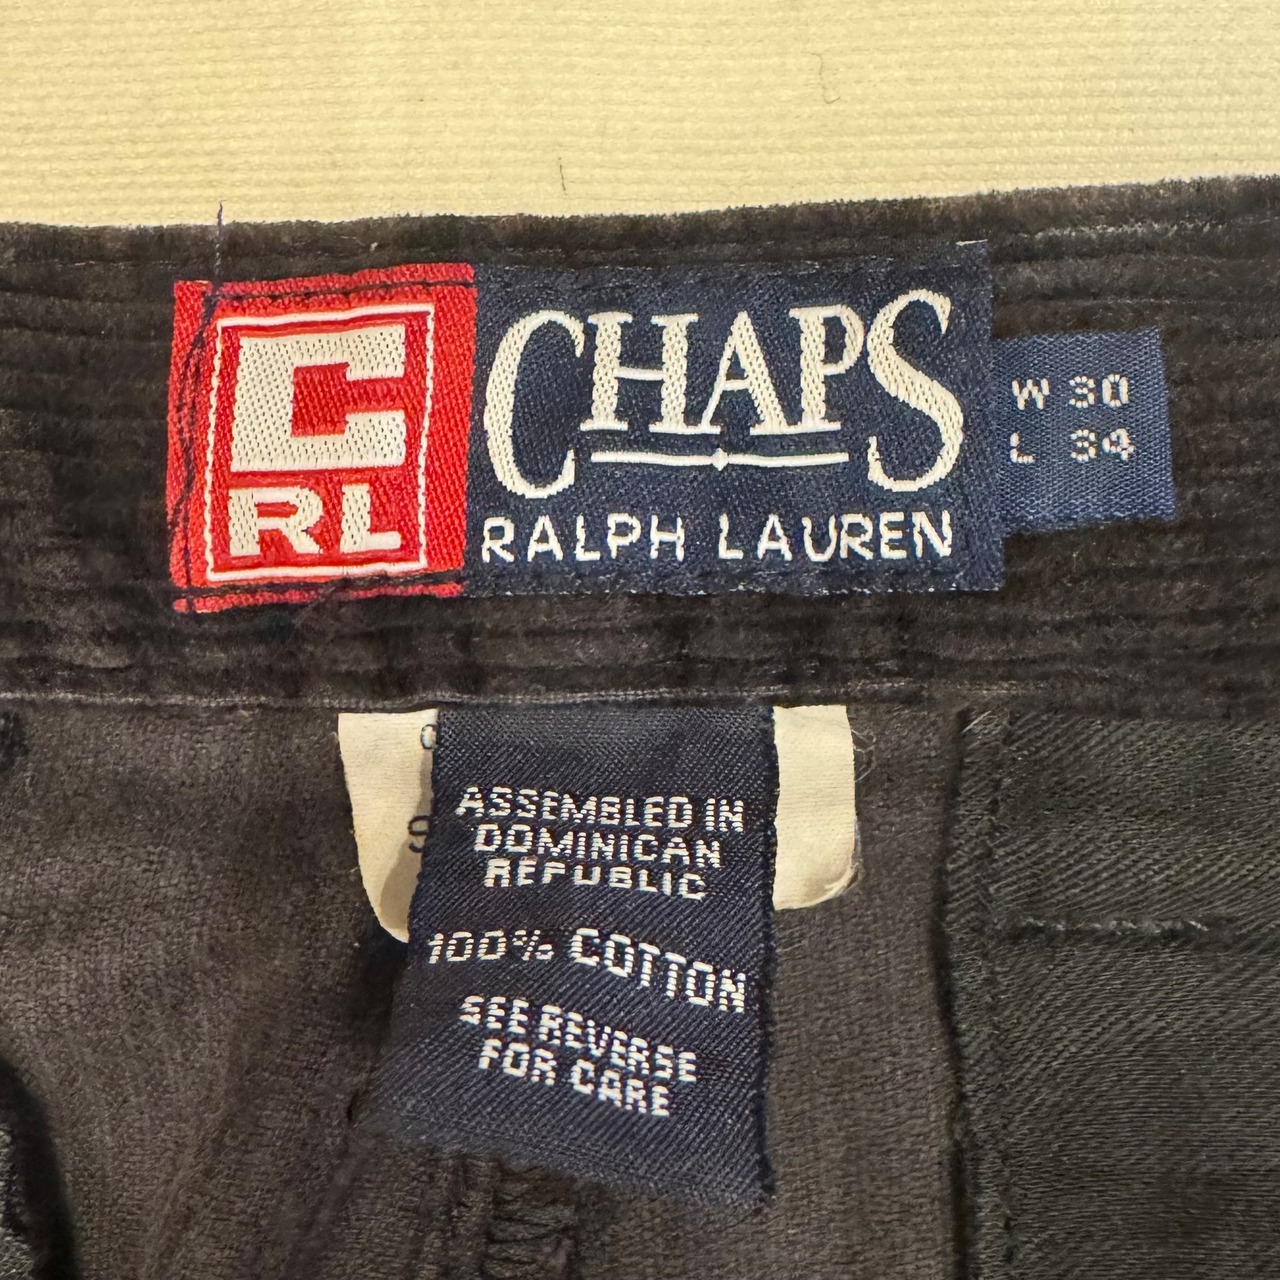 C
RL
CHAPS
RALPH LAUREN
W 30
L 34
ASSEMBLED IN
DOMINICAN
REPUBLIC
100% COTTON
SEE REVERSE
FOR CARE